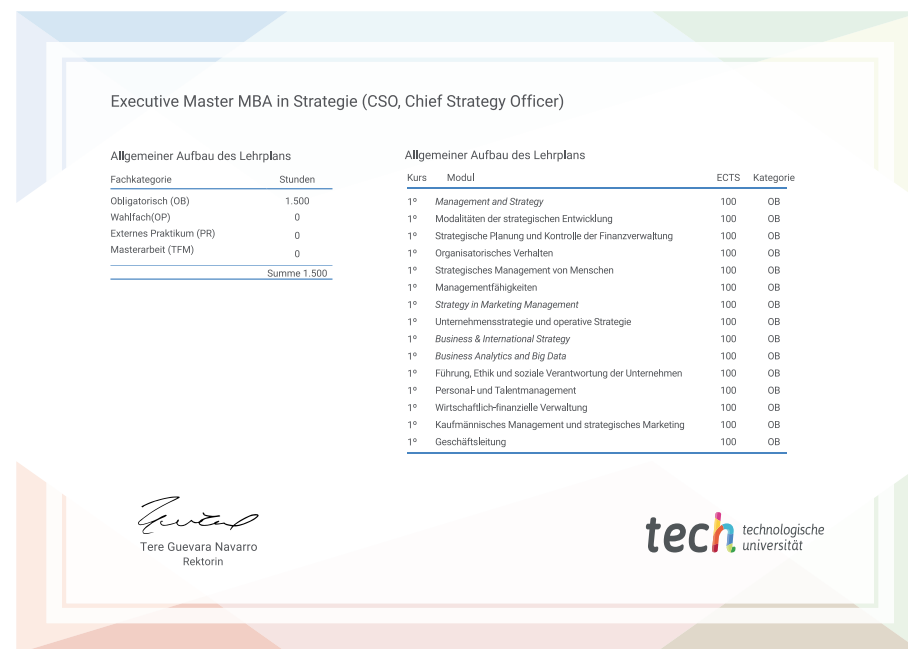 Executive Master MBA in Strategie (CSO, Chief Strategy Officer)
Allgemeiner Aufbau des Lehrplans
Fachkategorie Stunden
Obligatorisch (OB) 1.500
Wahlfach(OP) 0
Externes Praktikum (PR) 0
Masterarbeit (TFM) 0
Summe 1.500
Allgemeiner Aufbau des Lehrplans
Kurs Modul ECTS Kategorie
1º Management and Strategy 100 OB
1º Modalitäten der strategischen Entwicklung 100 OB
1º Strategische Planung und Kontrolle der Finanzverwaltung 100 OB
1º Organisatorisches Verhalten 100 OB
1º Strategisches Management von Menschen 100 OB
1º Managementfähigkeiten 100 OB
1º Strategy in Marketing Management 100 OB
1º Unternehmensstrategie und operative Strategie 100 OB
1º Business & International Strategy 100 OB
1º Business Analytics and Big Data 100 OB
1º Führung, Ethik und soziale Verantwortung der Unternehmen 100 OB
1º Personal- und Talentmanagement 100 OB
1º Wirtschaftlich-finanzielle Verwaltung 100 OB
1º Kaufmännisches Management und strategisches Marketing 100 OB
1º Geschäftsleitung 100 OB
Tere Guevara Navarro
Rektorin
tech technologische
universität